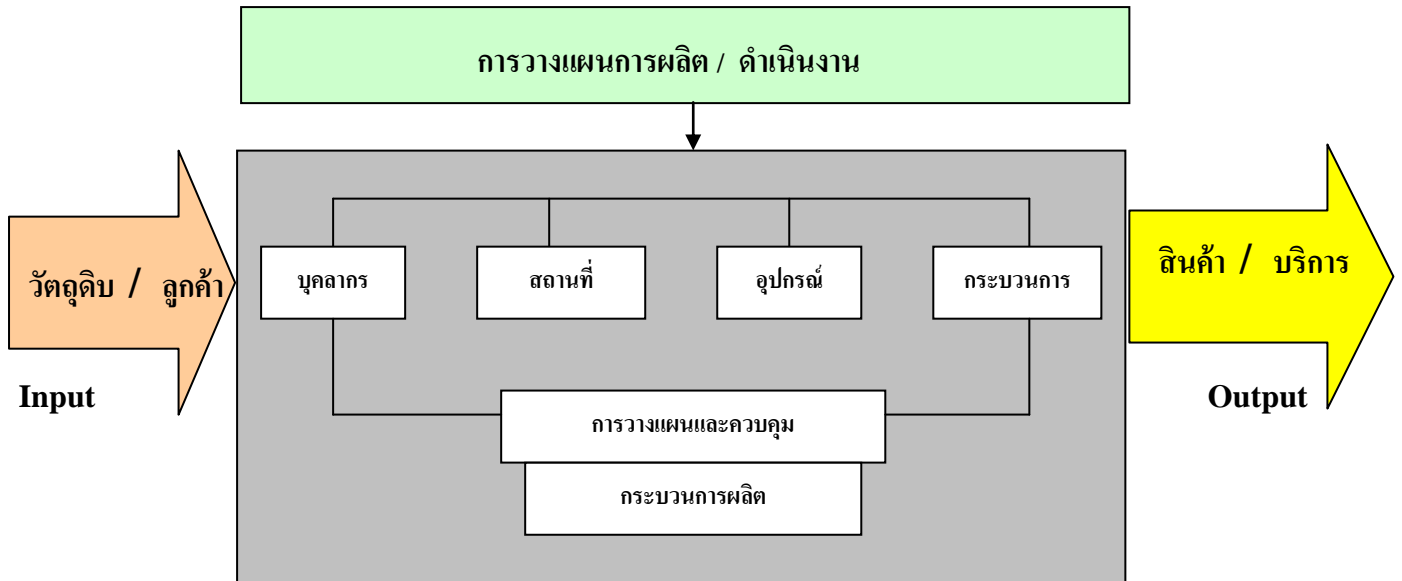 การวางแผนการผลิต / ดำเนินงาน
วัตถุดิบ / ลูกค้า
บุคลากร
สถานที่
อุปกรณ์
กระบวนการ
สินค้า / บริการ
Input
Output
การวางแผนและควบคุม
กระบวนการผลิต